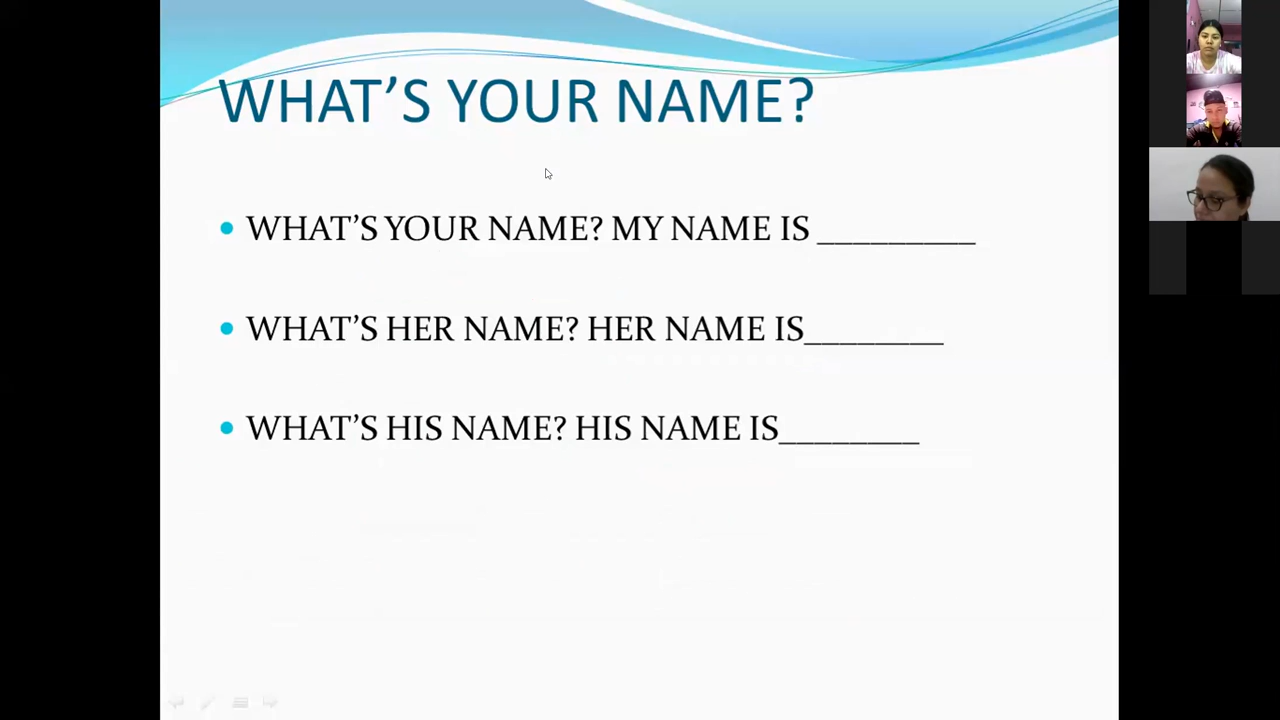 WHAT’S YOUR NAME?
• WHAT’S YOUR NAME? MY NAME IS _________
• WHAT’S HER NAME? HER NAME IS________
• WHAT’S HIS NAME? HIS NAME IS________